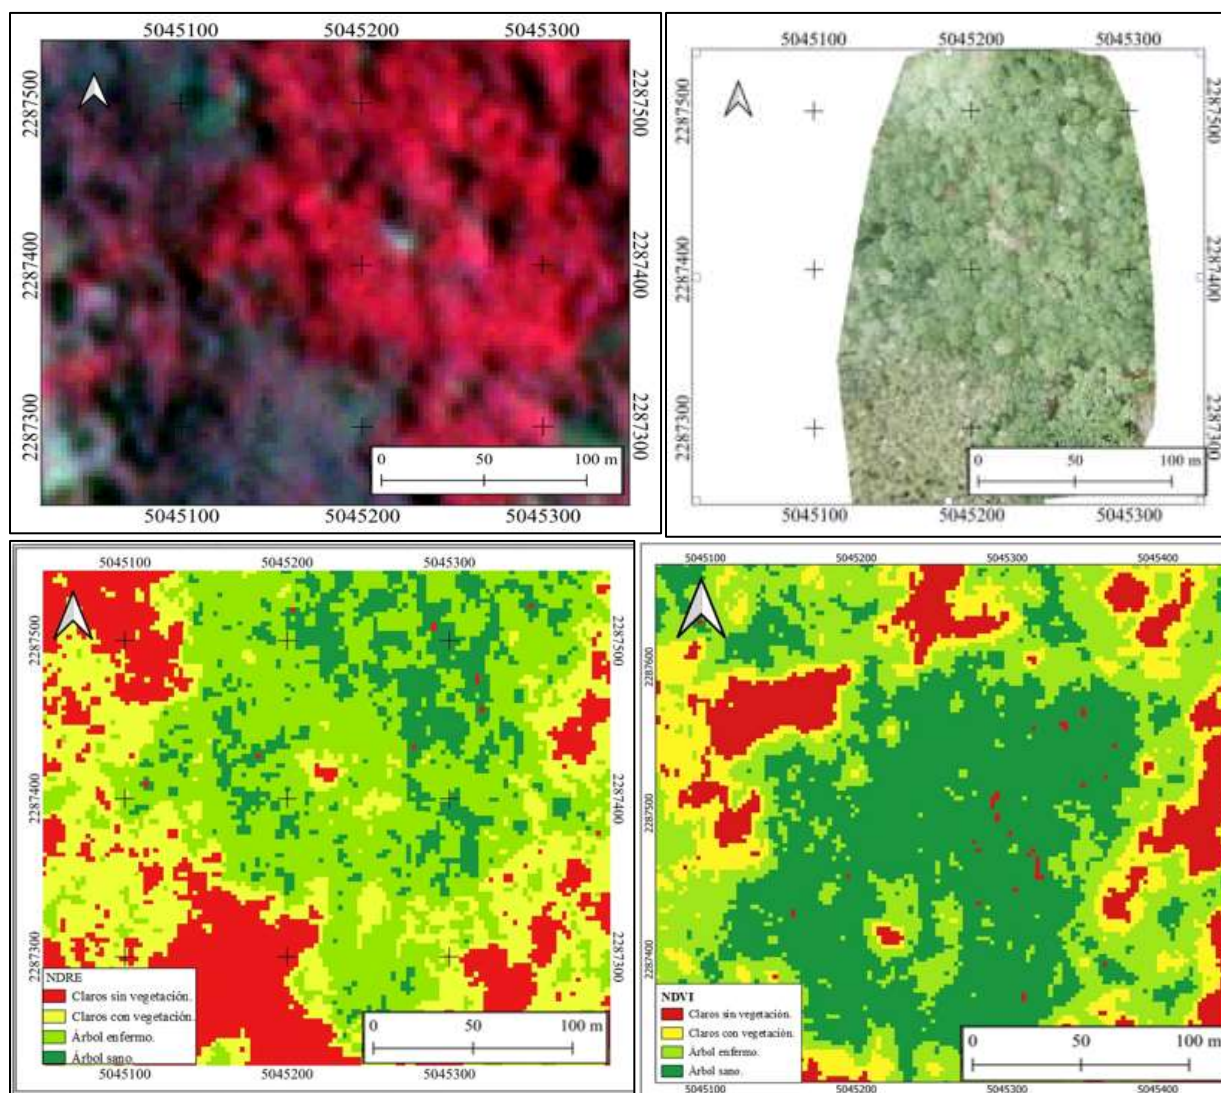 5045100 5045200 5045300
2287500 2287500
2287400 2287400
2287300 2287300
0 50 100 m
5045100 5045200 5045300
5045100 5045200 5045300
2287500 2287500
2287400 2287400
2287300 2287300
0 50 100 m
5045100 5045200 5045300
5045100 5045200 5045300
2287500 2287500
2287400 2287400
2287300 2287300
NDRE
Claros sin vegetación.
Claros con vegetación.
Árbol enfermo.
Árbol sano.
0 50 100 m
5045100 5045200 5045300
5045100 5045200 5045300 5045400
2287600 2287600
2287500 2287500
2287400 2287400
NDVI
Claros sin vegetación.
Claros con vegetación.
Árbol enfermo.
Árbol sano.
0 50 100 m
5045100 5045200 5045300 5045400